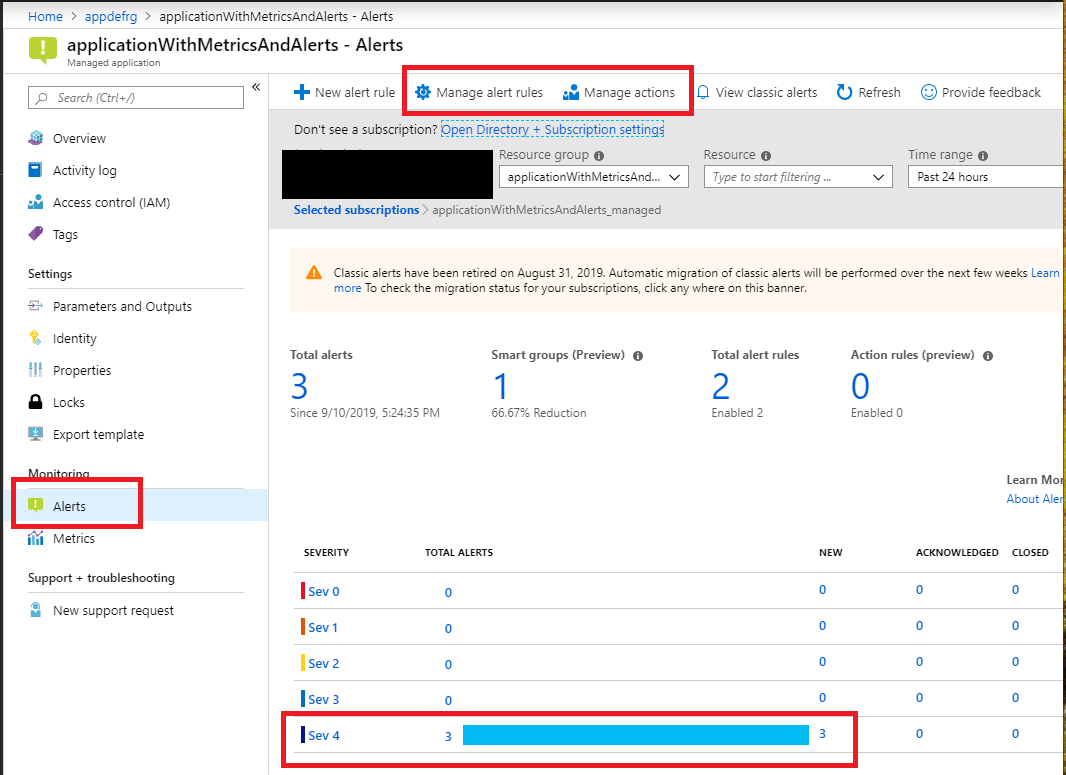 Home > appdefrg > applicationWithMetricsAndAlerts - Alerts
applicationWithMetricsAndAlerts - Alerts
Managed application
Search (Ctrl+/)
Overview
Activity log
Access control (IAM)
Tags
Settings
Parameters and Outputs
Identity
Properties
Locks
Export template
Monitoring
Alerts
Metrics
Support + troubleshooting
New support request
New alert rule Manage alert rules Manage actions View classic alerts Refresh Provide feedback
Don't see a subscription? Open Directory + Subscription settings
Resource group Resource Time range
applicationWithMetricsAnd... Type to start filtering ... Past 24 hours
Selected subscriptions > applicationWithMetricsAndAlerts_managed
Classic alerts have been retired on August 31, 2019. Automatic migration of classic alerts will be performed over the next few weeks Learn
more To check the migration status for your subscriptions, click any where on this banner.
Total alerts Smart groups (Preview) Total alert rules Action rules (preview)
3 1 2 0
Since 9/10/2019, 5:24:35 PM 66.67% Reduction Enabled 2 Enabled 0
Learn Mor
About Aler
SEVERITY TOTAL ALERTS NEW ACKNOWLEDGED CLOSED
Sev 0 0 0 0 0
Sev 1 0 0 0 0
Sev 2 0 0 0 0
Sev 3 0 0 0 0
Sev 4 3 3 0 0